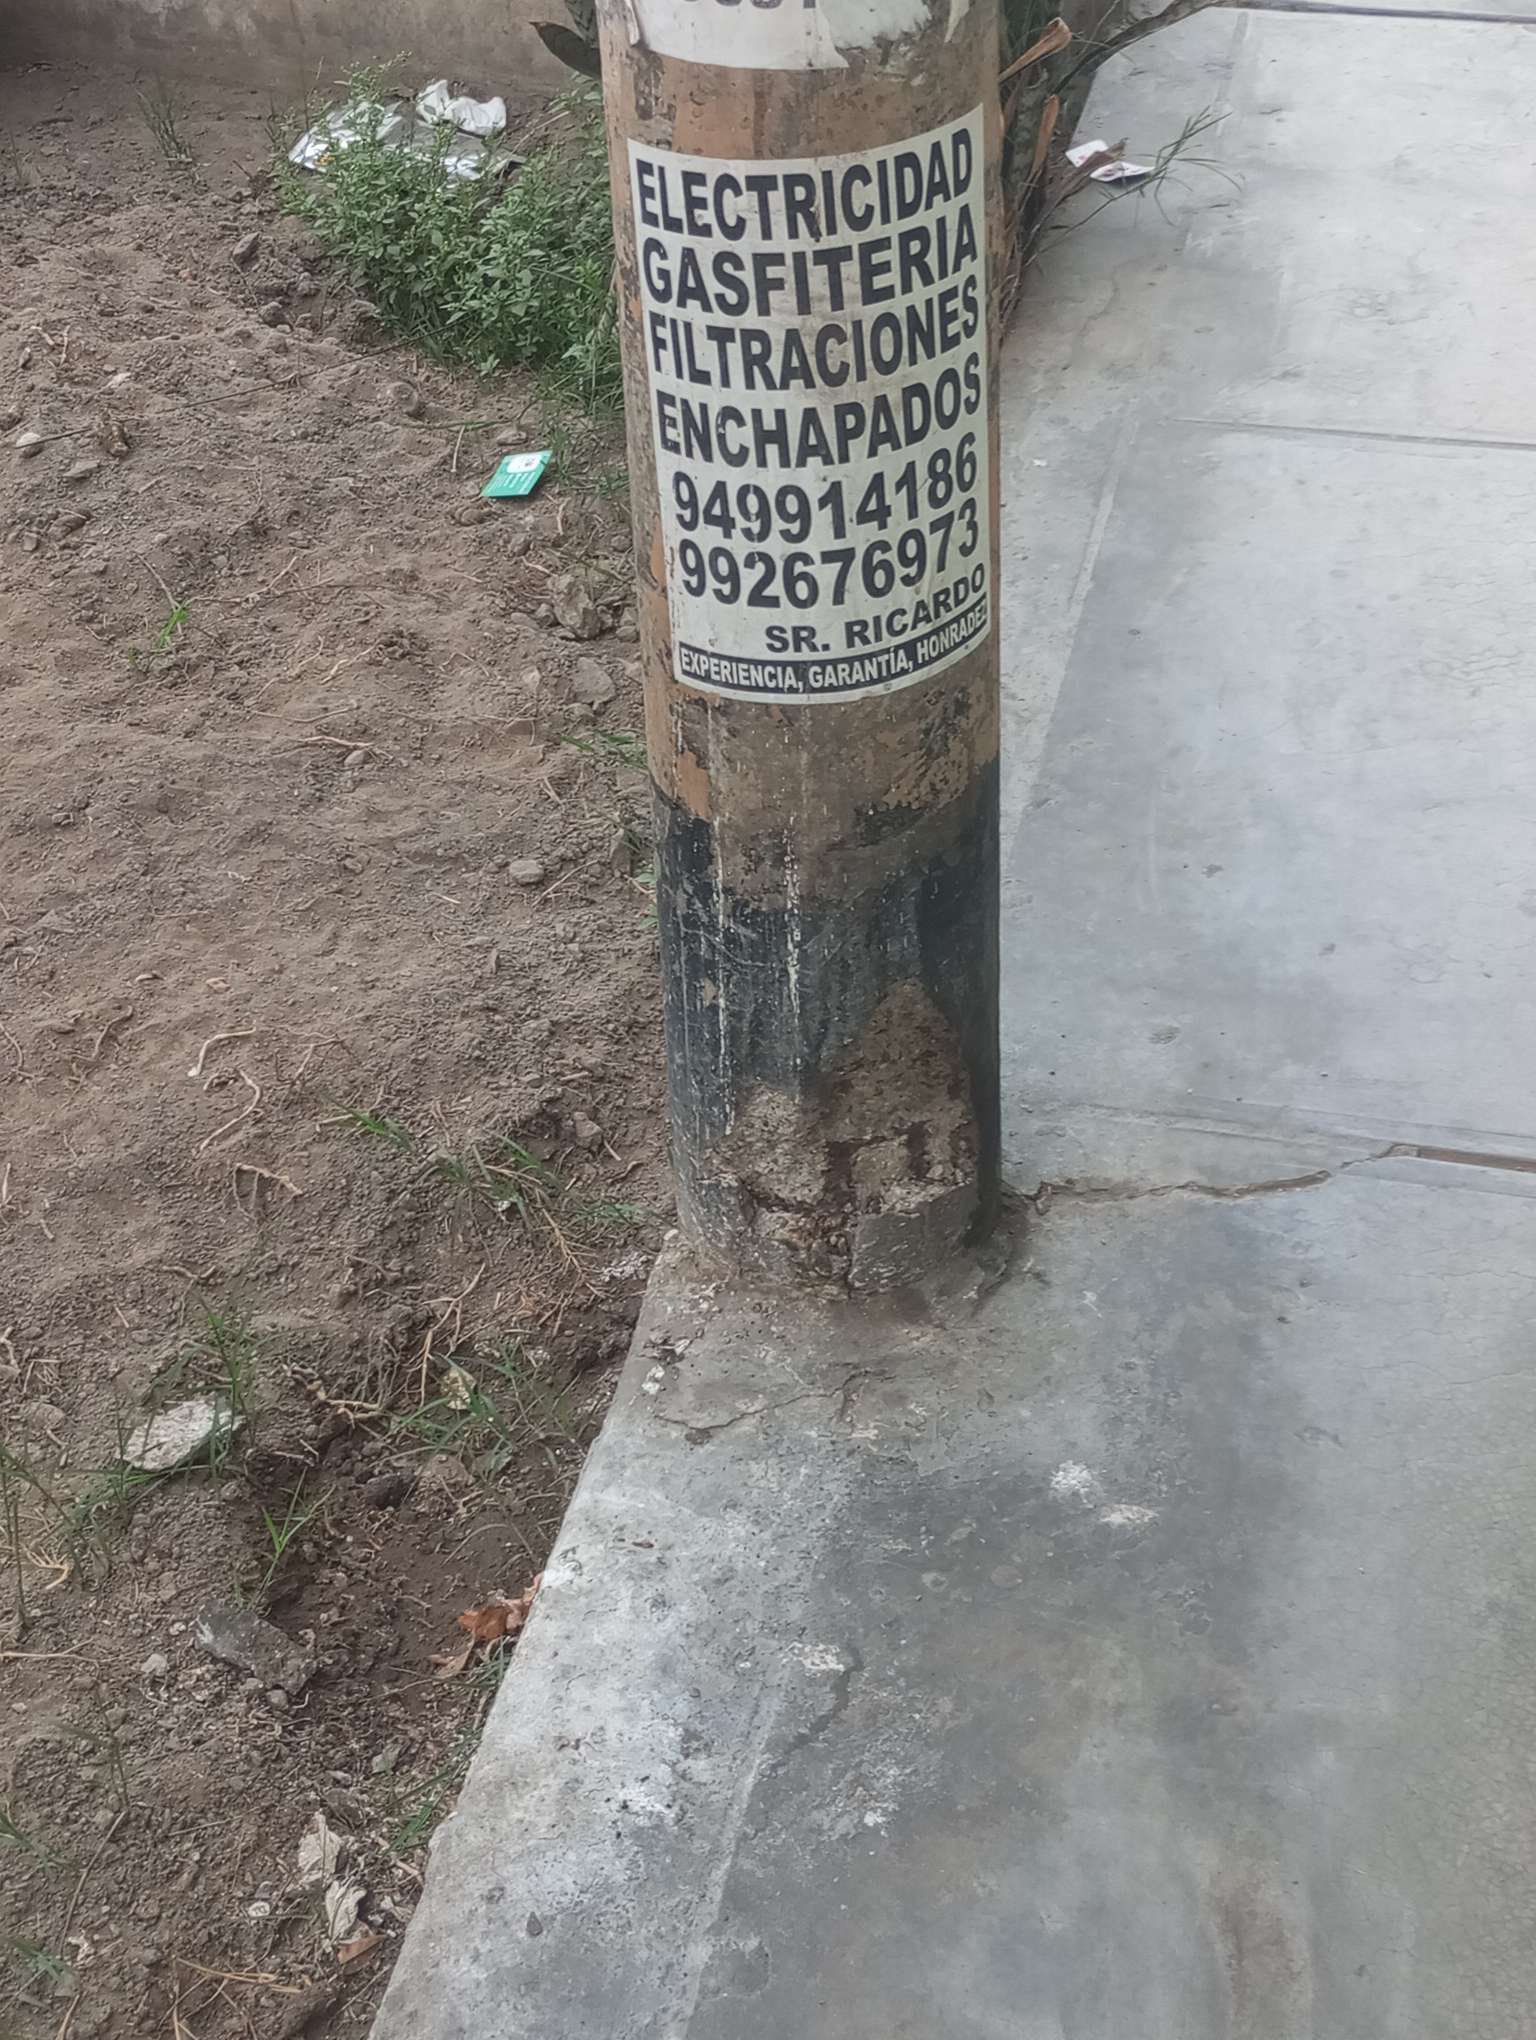 ELECTRICIDAD
GASFITERIA
FILTRACIONES
ENCHAPADOS
949914186
992676973
SR. RICARDO
EXPERIENCIA, GARANTÍA, HONRADEZ